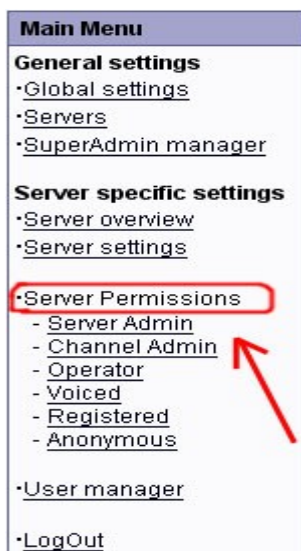 Main Menu
General settings
·Global settings
·Servers
·SuperAdmin manager
Server specific settings
·Server overview
·Server settings
·Server Permissions
- Server Admin
- Channel Admin
- Operator
- Voiced
- Registered
- Anonymous
·User manager
·LogOut